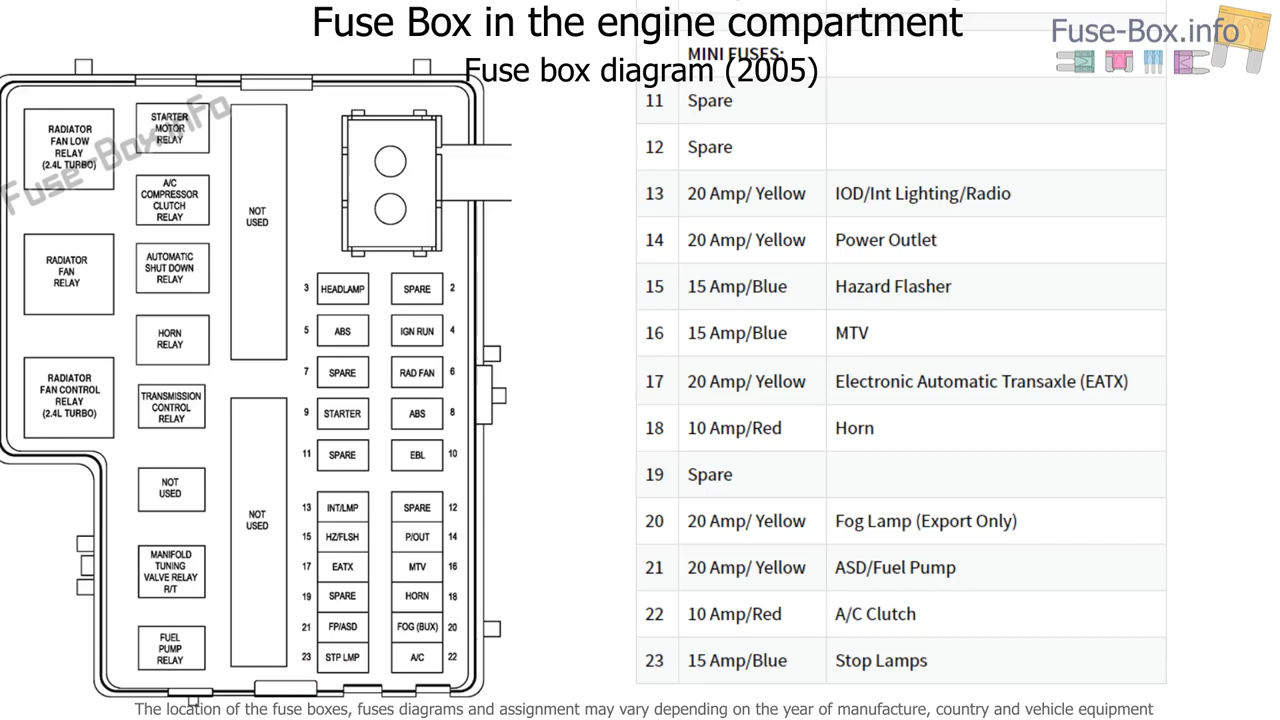 Fuse Box in the engine compartment
Fuse box diagram (2005)
Fuse-Box.info
Fuse-Box.inFo
RADIATOR
FAN LOW
RELAY
(2.4L TURBO)
STARTER
MOTOR
RELAY
A/C
COMPRESSOR
CLUTCH
RELAY
NOT
USED
RADIATOR
FAN
RELAY
AUTOMATIC
SHUT DOWN
RELAY
HORN
RELAY
RADIATOR
FAN CONTROL
RELAY
(2.4L TURBO)
TRANSMISSION
CONTROL
RELAY
NOT
USED
NOT
USED
MANIFOLD
TUNING
VALVE RELAY
R/T
FUEL
PUMP
RELAY
3 HEADLAMP SPARE 2
5 ABS IGN RUN 4
7 SPARE RAD FAN 6
9 STARTER ABS 8
11 SPARE EBL 10
13 INT/LMP SPARE 12
15 HZ/FLSH P/OUT 14
17 EATX MTV 16
19 SPARE HORN 18
21 FP/ASD FOG (BUX) 20
23 STP LMP A/C 22
MINI FUSES:
11 Spare
12 Spare
13 20 Amp/ Yellow IOD/Int Lighting/Radio
14 20 Amp/ Yellow Power Outlet
15 15 Amp/Blue Hazard Flasher
16 15 Amp/Blue MTV
17 20 Amp/ Yellow Electronic Automatic Transaxle (EATX)
18 10 Amp/Red Horn
19 Spare
20 20 Amp/ Yellow Fog Lamp (Export Only)
21 20 Amp/ Yellow ASD/Fuel Pump
22 10 Amp/Red A/C Clutch
23 15 Amp/Blue Stop Lamps
The location of the fuse boxes, fuses diagrams and assignment may vary depending on the year of manufacture, country and vehicle equipment